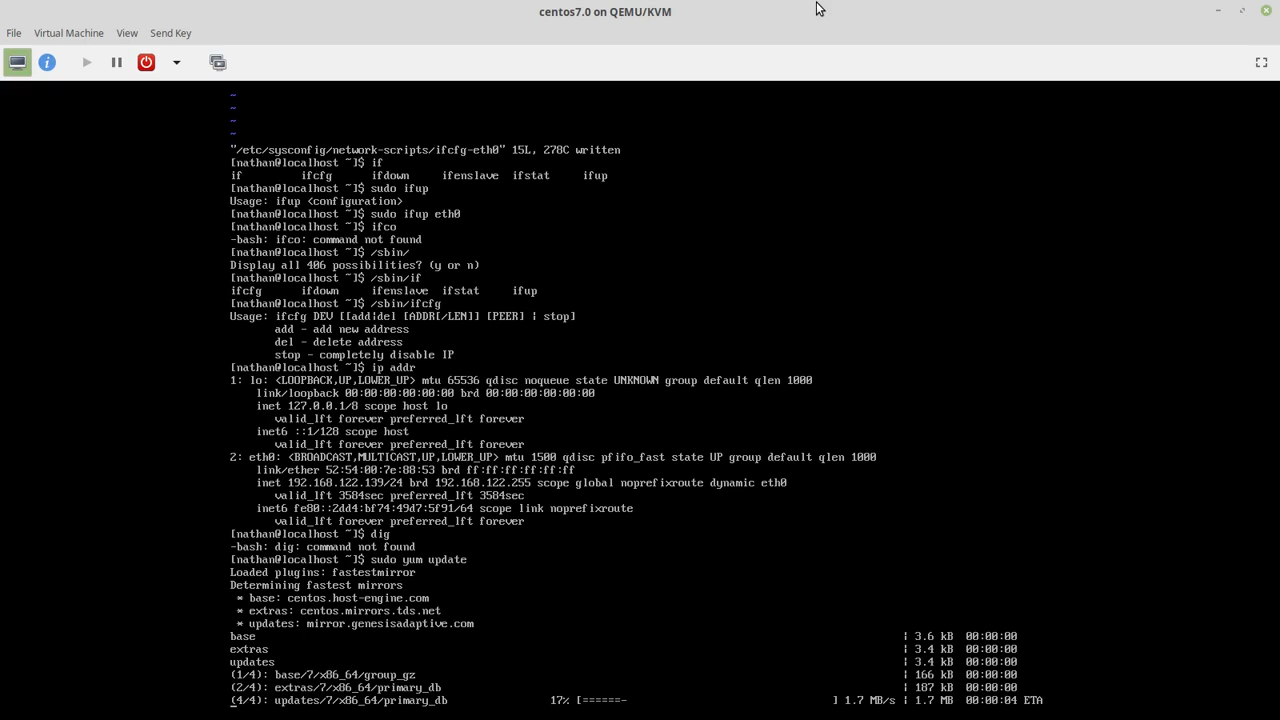 centos7.0 on QEMU/KVM
File Virtual Machine View Send Key
~
~
~
~
"/etc/sysconfig/network-scripts/ifcfg-eth0" 15L, 278C written
[nathan@localhost ~]$ if
if ifcfg ifdown ifenslave ifstat ifup
[nathan@localhost ~]$ sudo ifup
Usage: ifup <configuration>
[nathan@localhost ~]$ sudo ifup eth0
[nathan@localhost ~]$ ifco
-bash: ifco: command not found
[nathan@localhost ~]$ /sbin/
Display all 406 possibilities? (y or n)
[nathan@localhost ~]$ /sbin/if
ifcfg ifdown ifenslave ifstat ifup
[nathan@localhost ~]$ /sbin/ifcfg
Usage: ifcfg DEV [[add|del [ADDR[/LEN]] [PEER] | stop]
add - add new address
del - delete address
stop - completely disable IP
[nathan@localhost ~]$ ip addr
1: lo: <LOOPBACK,UP,LOWER_UP> mtu 65536 qdisc noqueue state UNKNOWN group default qlen 1000
link/loopback 00:00:00:00:00:00 brd 00:00:00:00:00:00
inet 127.0.0.1/8 scope host lo
valid_lft forever preferred_lft forever
inet6 ::1/128 scope host
valid_lft forever preferred_lft forever
2: eth0: <BROADCAST,MULTICAST,UP,LOWER_UP> mtu 1500 qdisc pfifo_fast state UP group default qlen 1000
link/ether 52:54:00:7e:88:53 brd ff:ff:ff:ff:ff:ff
inet 192.168.122.139/24 brd 192.168.122.255 scope global noprefixroute dynamic eth0
valid_lft 3584sec preferred_lft 3584sec
inet6 fe80::2dd4:bf74:49d7:5f91/64 scope link noprefixroute
valid_lft forever preferred_lft forever
[nathan@localhost ~]$ dig
-bash: dig: command not found
[nathan@localhost ~]$ sudo yum update
Loaded plugins: fastestmirror
Determining fastest mirrors
* base: centos.host-engine.com
* extras: centos.mirrors.tds.net
* updates: mirror.genesisadaptive.com
base | 3.6 kB 00:00:00
extras | 3.4 kB 00:00:00
updates | 3.4 kB 00:00:00
(1/4): base/7/x86_64/group_gz | 166 kB 00:00:00
(2/4): extras/7/x86_64/primary_db | 187 kB 00:00:00
(4/4): updates/7/x86_64/primary_db 17% [======- ] 1.7 MB/s | 1.7 MB 00:00:04 ETA